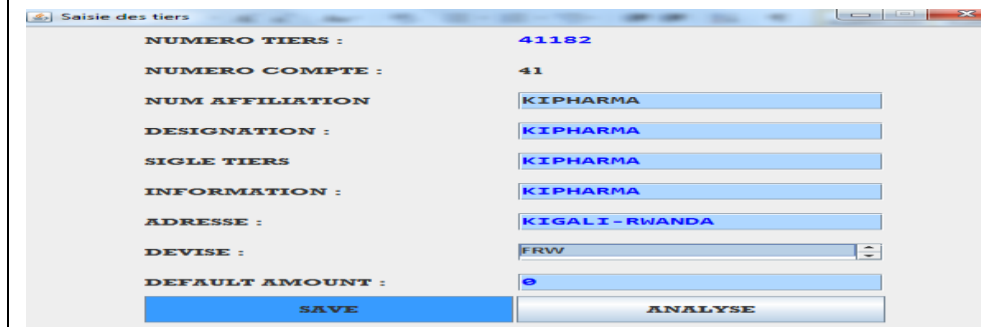 Saisie des tiers
NUMERO TIERS : 41182
NUMERO COMPTE : 41
NUM AFFILIATION KIPHARMA
DESIGNATION : KIPHARMA
SIGLE TIERS KIPHARMA
INFORMATION : KIPHARMA
ADRESSE : KIGALI-RWANDA
DEVISE : FRW
DEFAULT AMOUNT : 0
SAVE ANALYSE